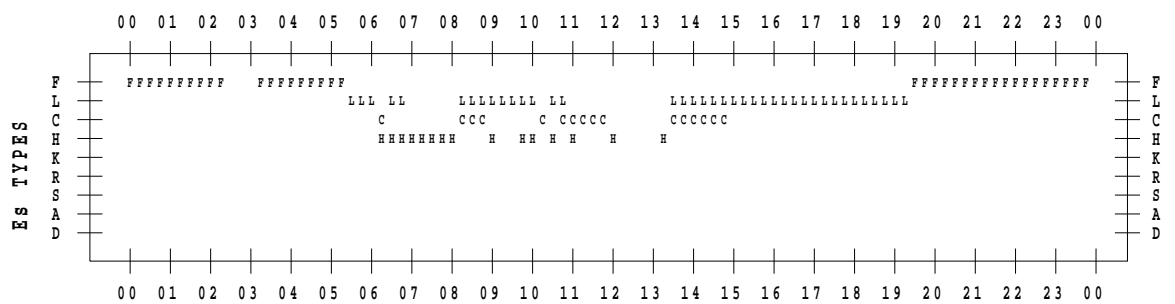 00 01 02 03 04 05 06 07 08 09 10 11 12 13 14 15 16 17 18 19 20 21 22 23 00
Es TYPES
F FFFFFFFFFF FFFFFFFFF FFFFFFFFFFFFFFFFFF F
L LLL LL LLLLLLLL LL LLLLLLLLLLLLLLLLLLLLLLLL L
C C CCC C CCCCC CCCCCC C
H HHHHHHHH H HH H H H H H
K K
R R
S S
A A
D D
00 01 02 03 04 05 06 07 08 09 10 11 12 13 14 15 16 17 18 19 20 21 22 23 00